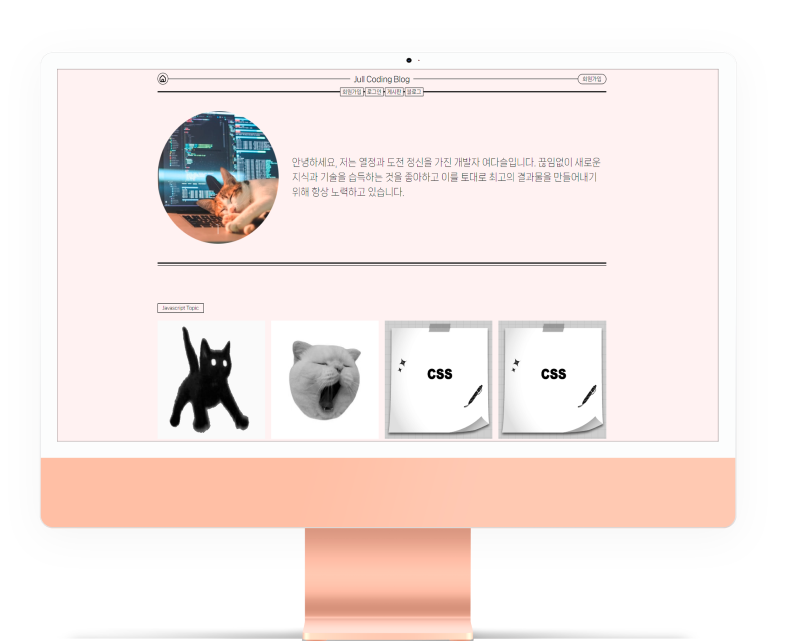 Jull Coding Blog
회원가입
회원가입 로그인 게시판 블로그
안녕하세요, 저는 열정과 도전 정신을 가진 개발자 여다슬입니다. 끊임없이 새로운
지식과 기술을 습득하는 것을 좋아하고 이를 토대로 최고의 결과물을 만들어내기
위해 항상 노력하고 있습니다.
Javascript Topic
CSS
CSS